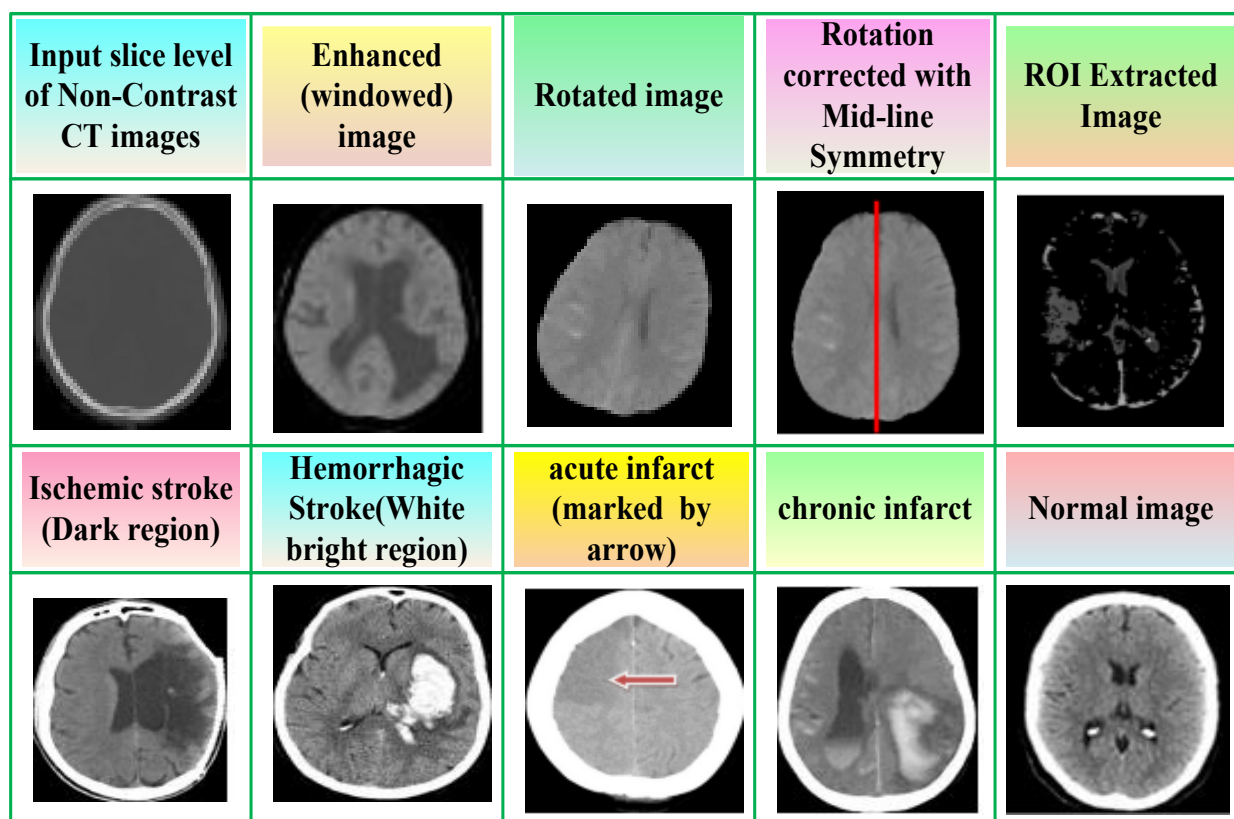 Input slice level
of Non-Contrast
CT images
Enhanced
(windowed)
image
Rotated image
Rotation
corrected with
Mid-line
Symmetry
ROI Extracted
Image
Ischemic stroke
(Dark region)
Hemorrhagic
Stroke(White
bright region)
acute infarct
(marked by
arrow)
chronic infarct
Normal image